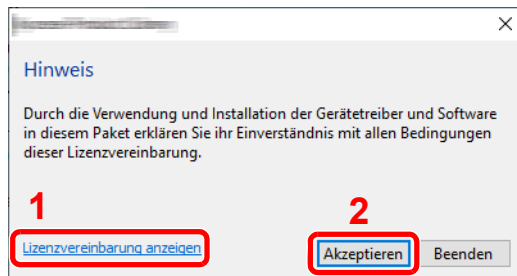 Hinweis
Durch die Verwendung und Installation der Gerätetreiber und Software
in diesem Paket erklären Sie ihr Einverständnis mit allen Bedingungen
dieser Lizenzvereinbarung.
1
2
Lizenzvereinbarung anzeigen
Akzeptieren Beenden